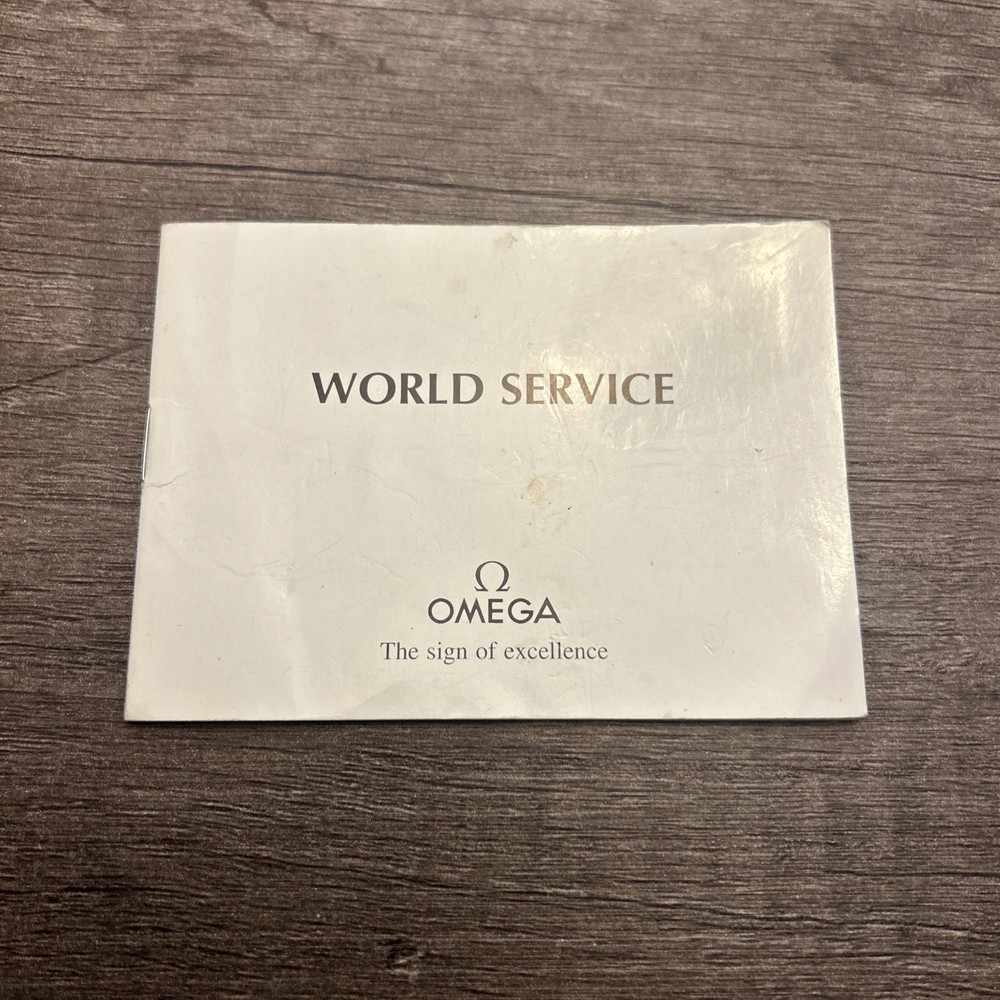 WORLD SERVICE
Ω
OMEGA
The sign of excellence